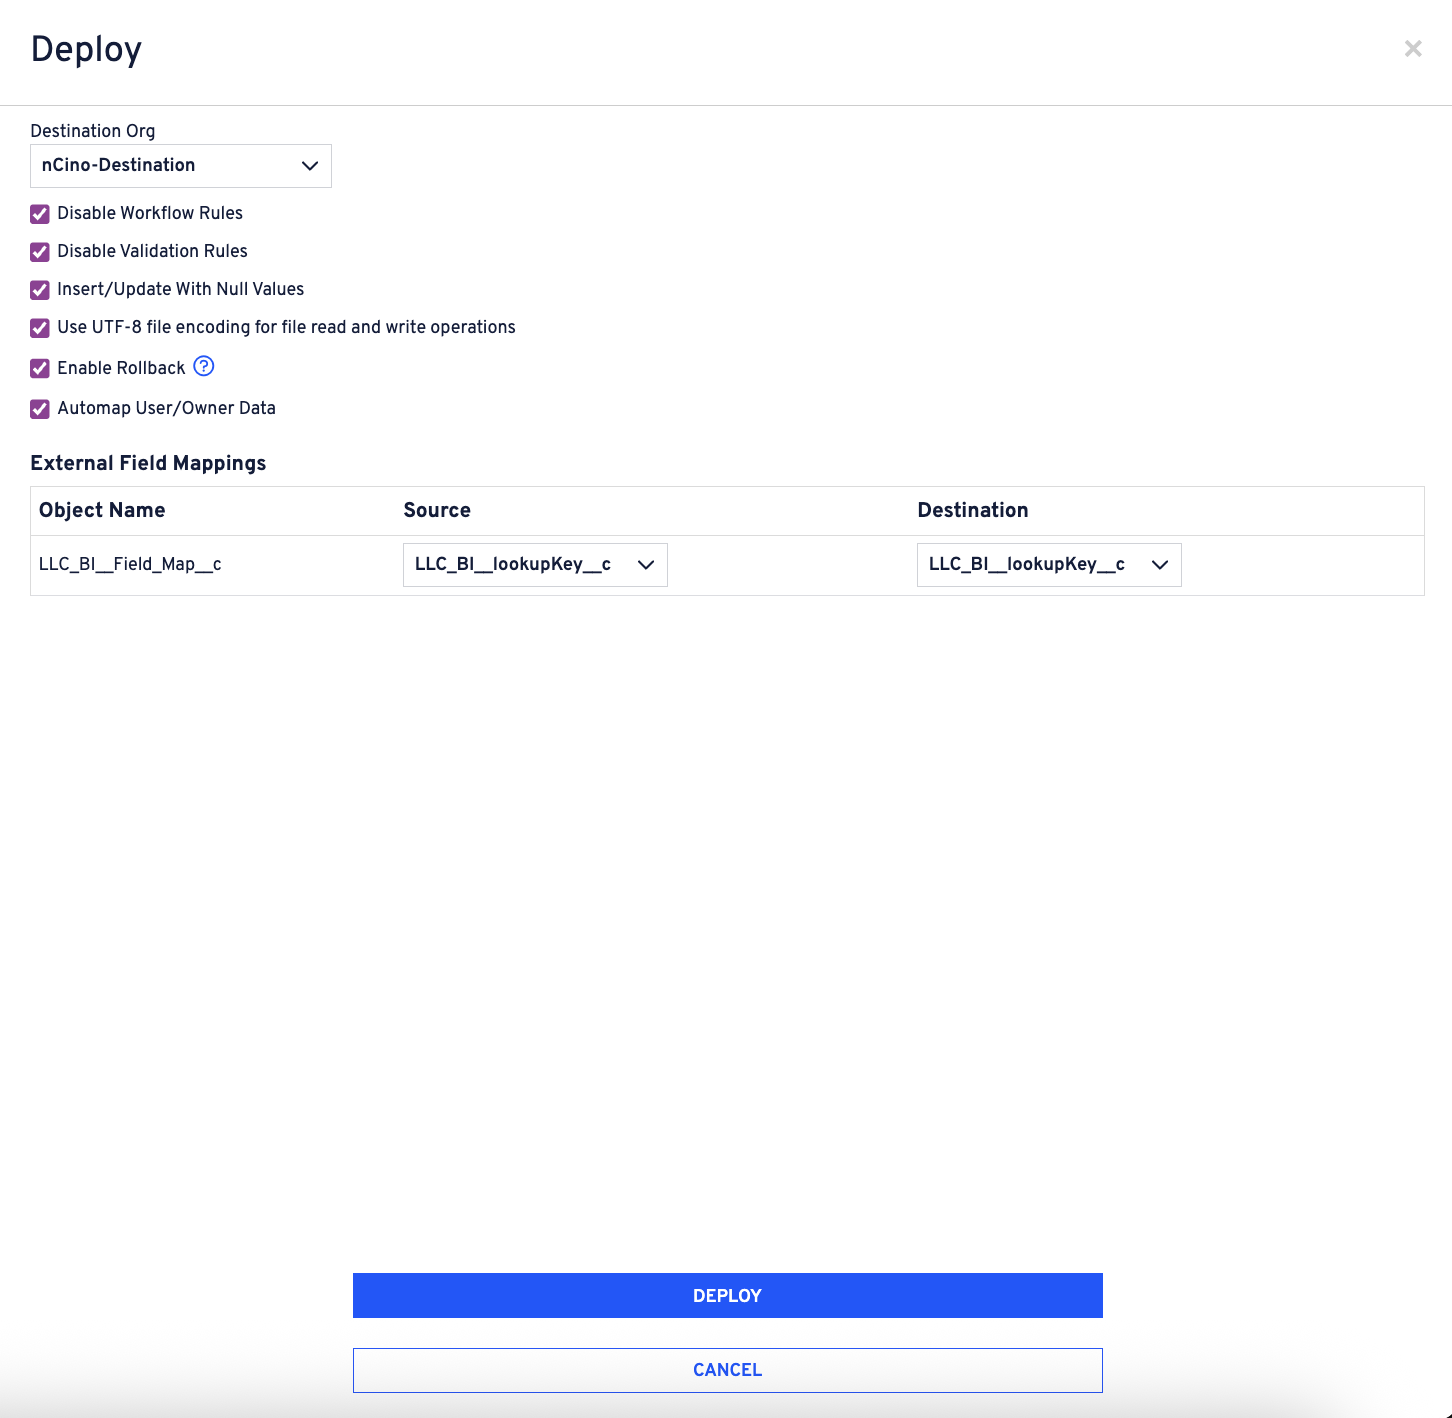 Deploy
Destination Org
nCino-Destination
Disable Workflow Rules
Disable Validation Rules
Insert/Update With Null Values
Use UTF-8 file encoding for file read and write operations
Enable Rollback ?
Automap User/Owner Data
External Field Mappings
Object Name Source Destination
LLC_BI__Field_Map__c LLC_BI__lookupKey__c LLC_BI__lookupKey__c
DEPLOY
CANCEL